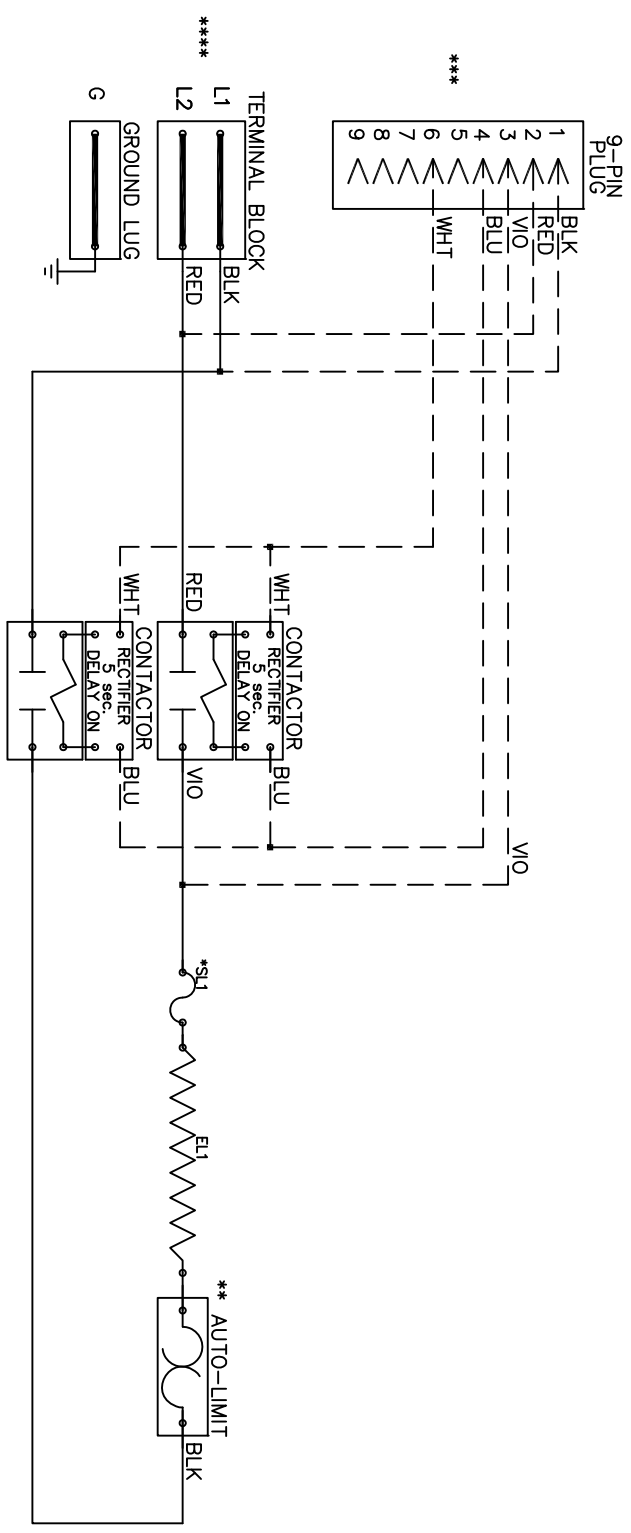 9-PIN
PLUG
1
2
3
4
5
6
7
8
9
BLK
RED
VIO
BLU
WHT
***
****
TERMINAL BLOCK
L1
L2
BLK
RED
GROUND LUG
G
VIO
WHT
CONTACTOR
RECTIFIER
5 sec.
DELAY ON
BLU
RED
VIO
WHT
CONTACTOR
RECTIFIER
5 sec.
DELAY ON
BLU
*SL1
EL1
** AUTO-LIMIT
BLK